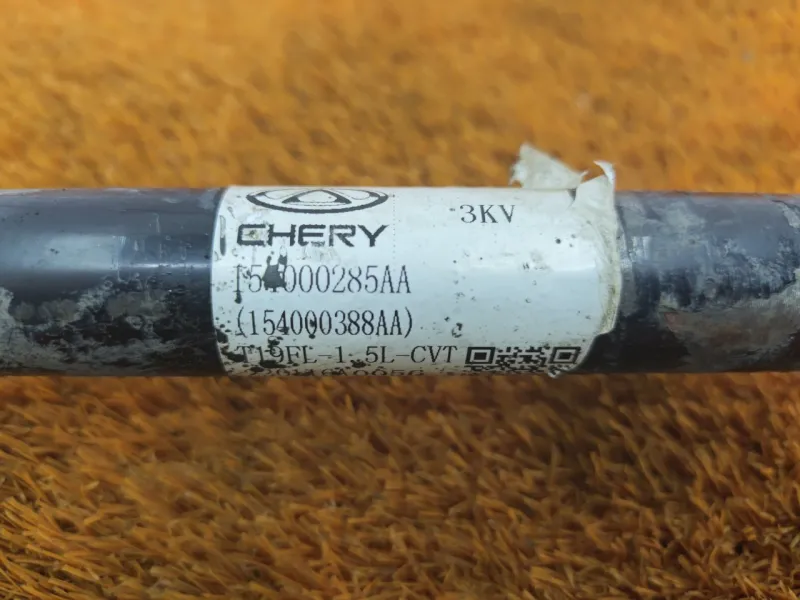 CHERY
3KV
154000285AA
(154000388AA)
T19FL-1.5L-CVT